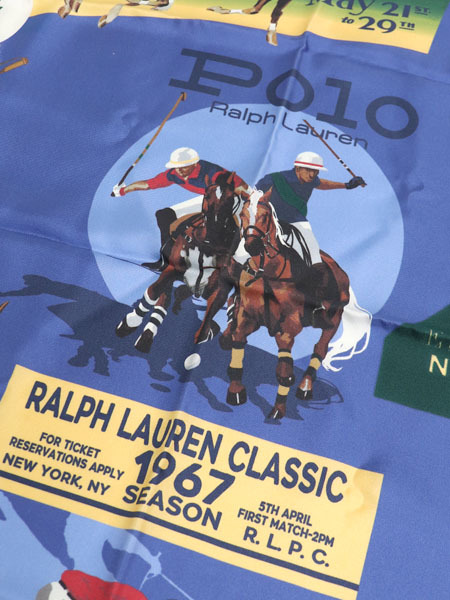 May 21ST.
to 29TH
Polo
Ralph Lauren
N
RALPH LAUREN CLASSIC
FOR TICKET
RESERVATIONS APPLY
NEW YORK, NY
1967
SEASON
5TH APRIL
FIRST MATCH-2PM
R. L. P. C.